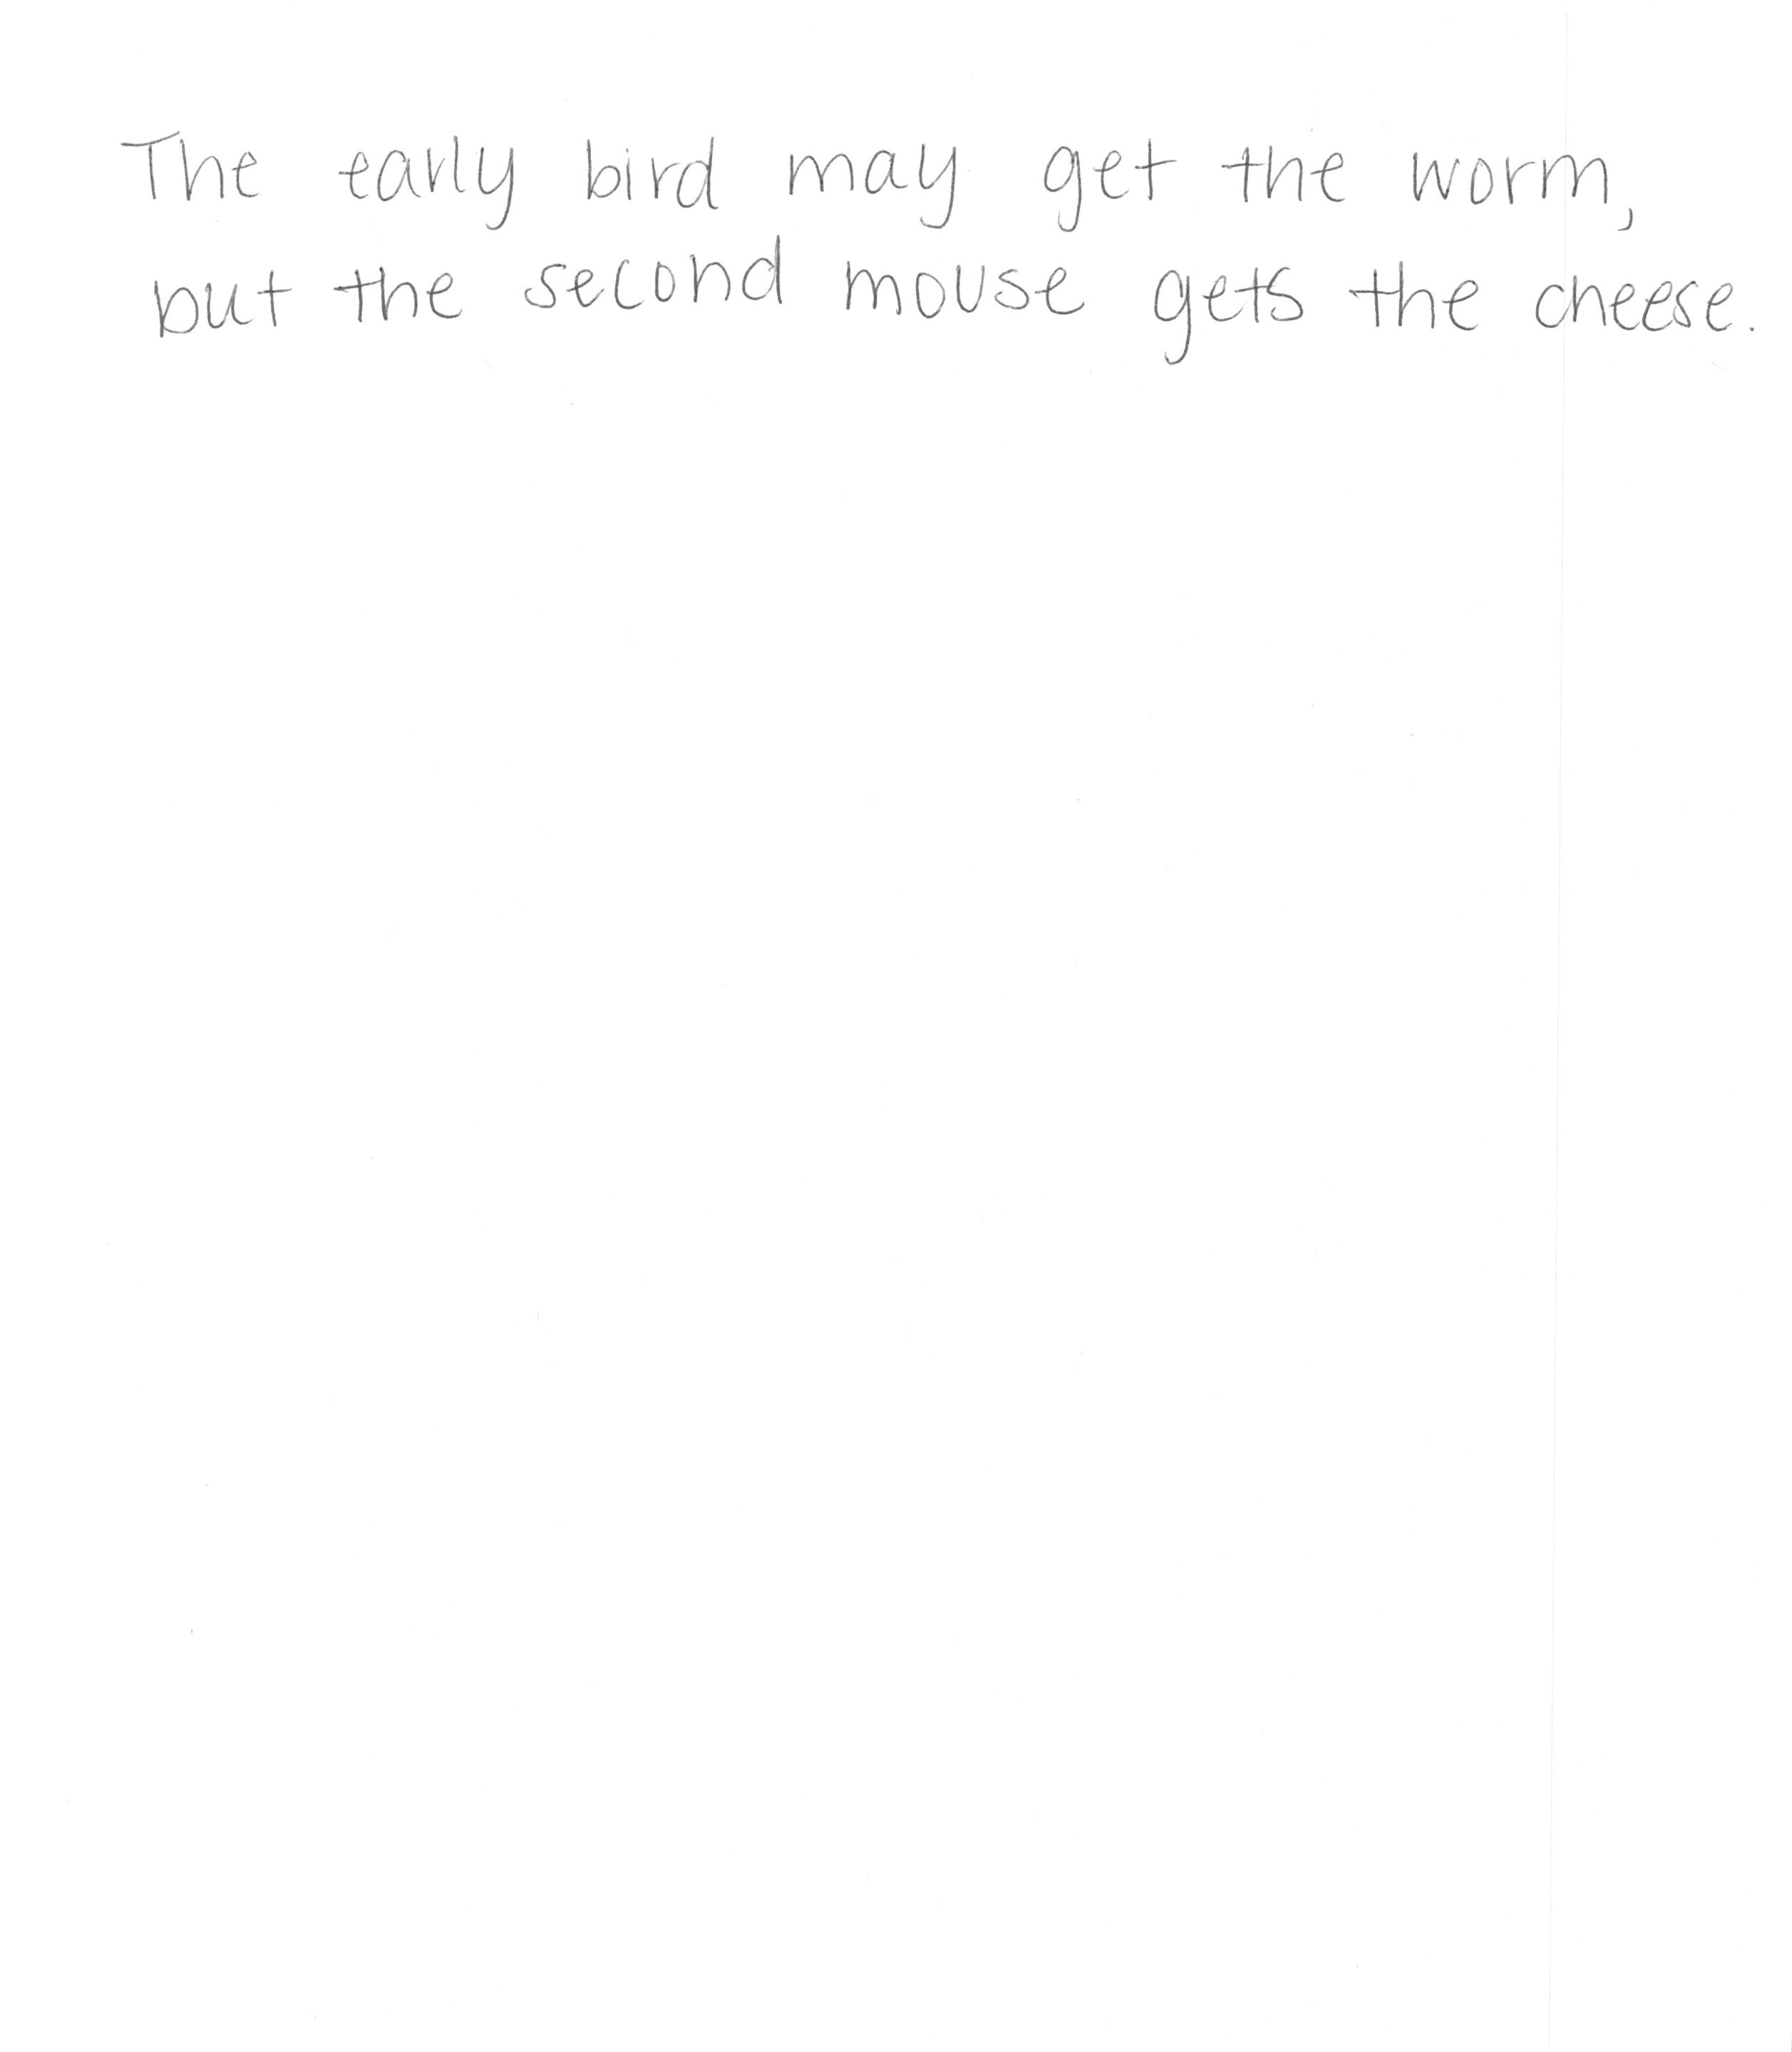 The early bird may get the worm,
but the second mouse gets the cheese.